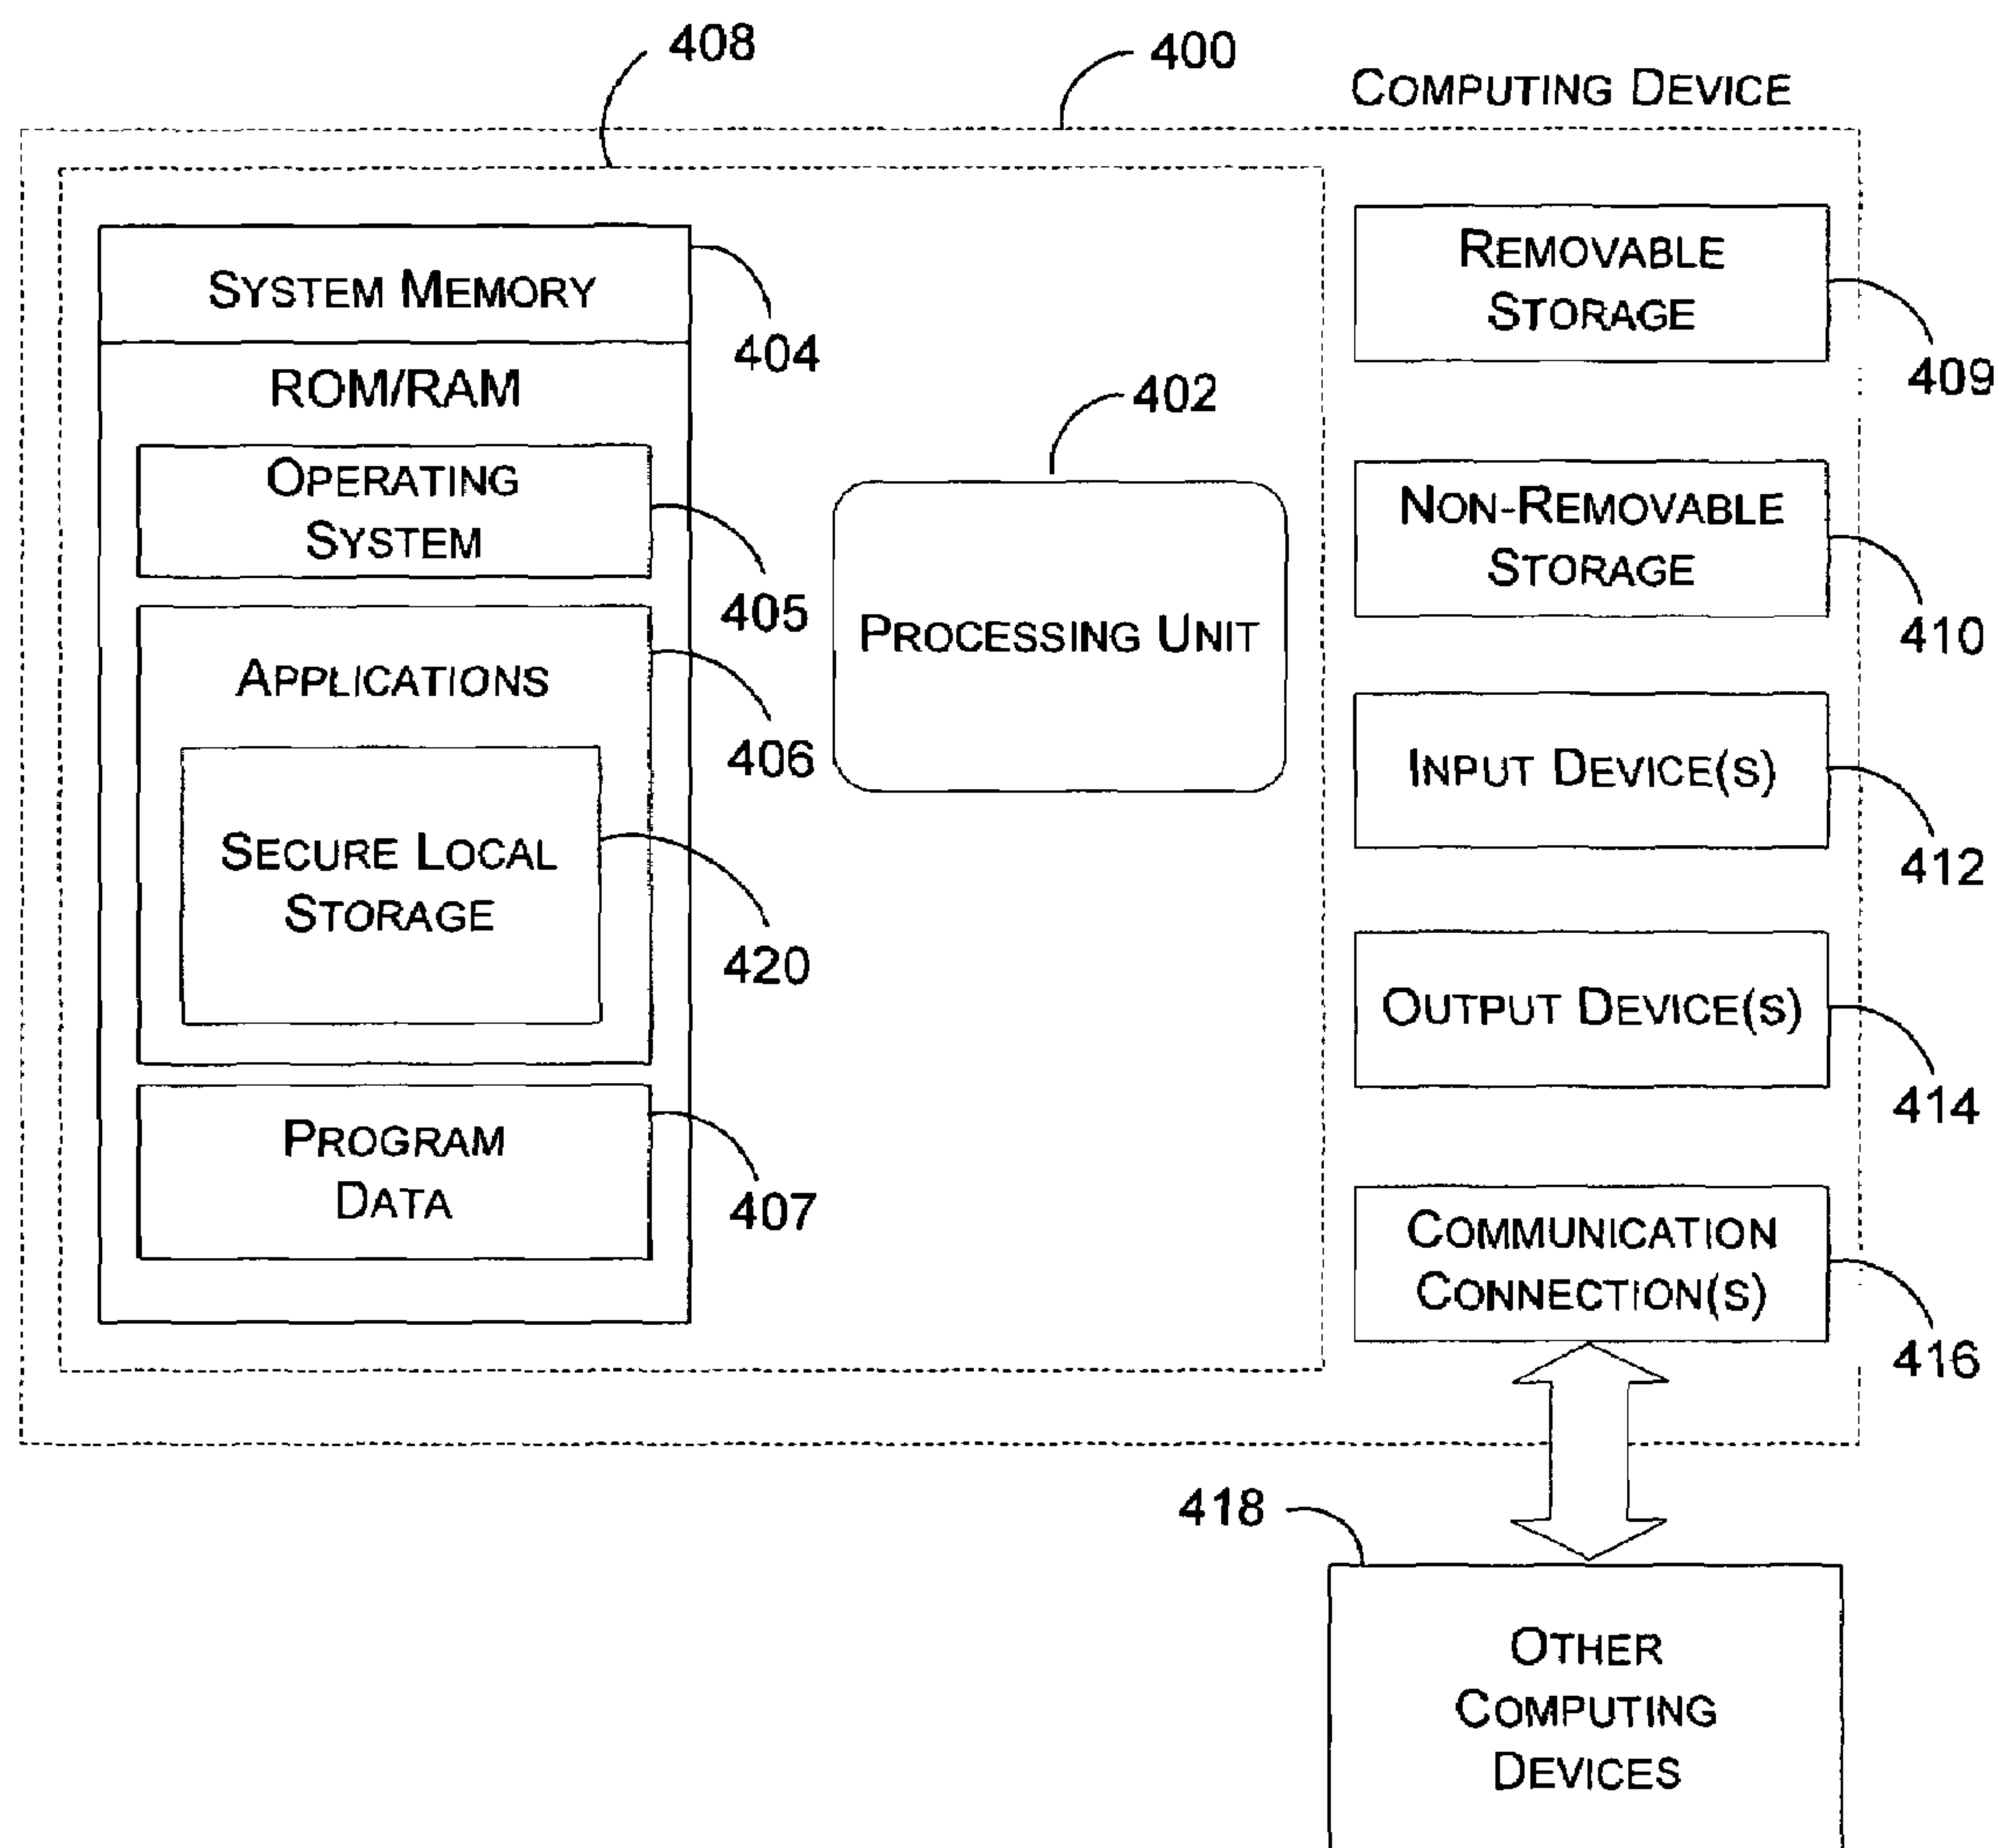 408
400
COMPUTING DEVICE
SYSTEM MEMORY
404
ROM/RAM
OPERATING
SYSTEM
405
APPLICATIONS
406
SECURE LOCAL
STORAGE
420
PROGRAM
DATA
407
402
PROCESSING UNIT
REMOVABLE
STORAGE
409
NON-REMOVABLE
STORAGE
410
INPUT DEVICE(S)
412
OUTPUT DEVICE(S)
414
COMMUNICATION
CONNECTION(S)
416
418
OTHER
COMPUTING
DEVICES